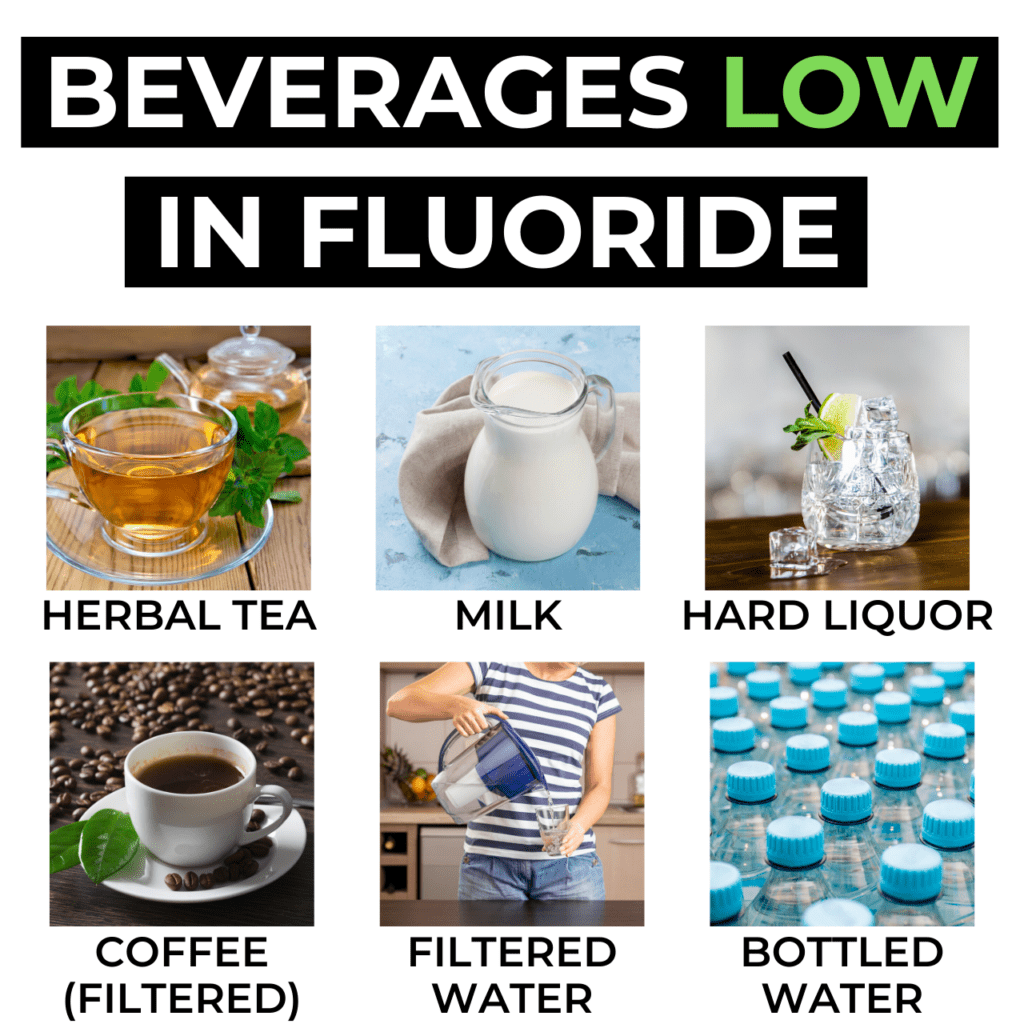 BEVERAGES LOW
IN FLUORIDE
HERBAL TEA
MILK
HARD LIQUOR
COFFEE
(FILTERED)
FILTERED
WATER
BOTTLED
WATER